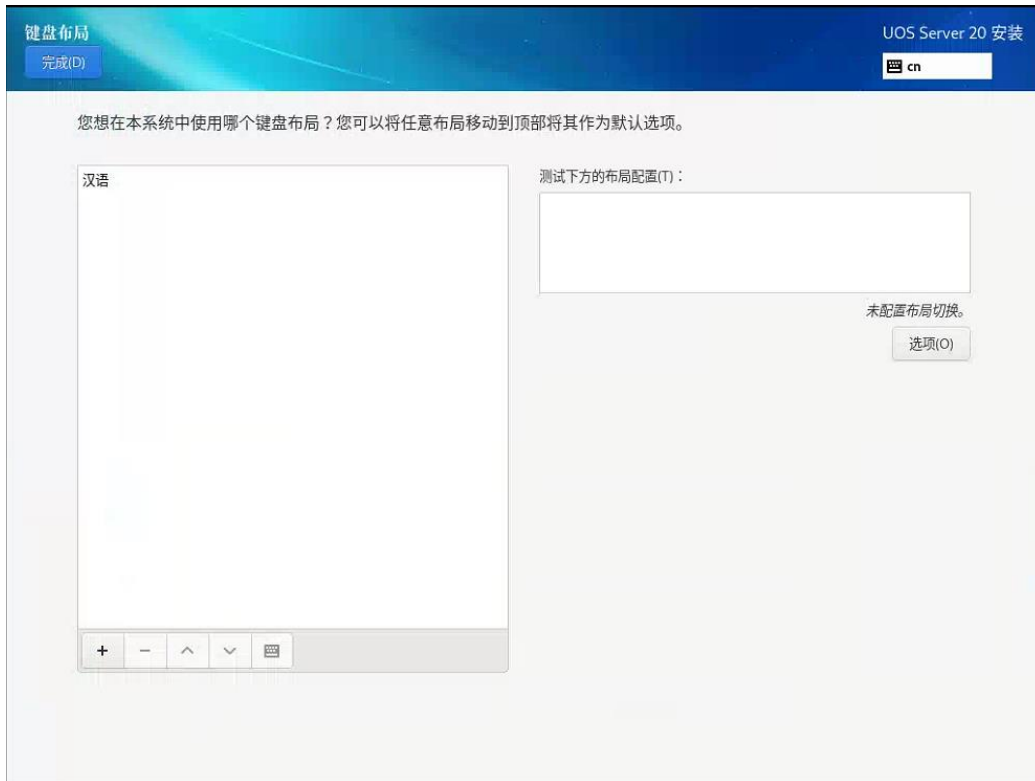 键盘布局
UOS Server 20 安装
完成(D)
cn
您想在本系统中使用哪个键盘布局？您可以将任意布局移动到顶部将其作为默认选项。
汉语
测试下方的布局配置(T)：
未配置布局切换。
选项(O)